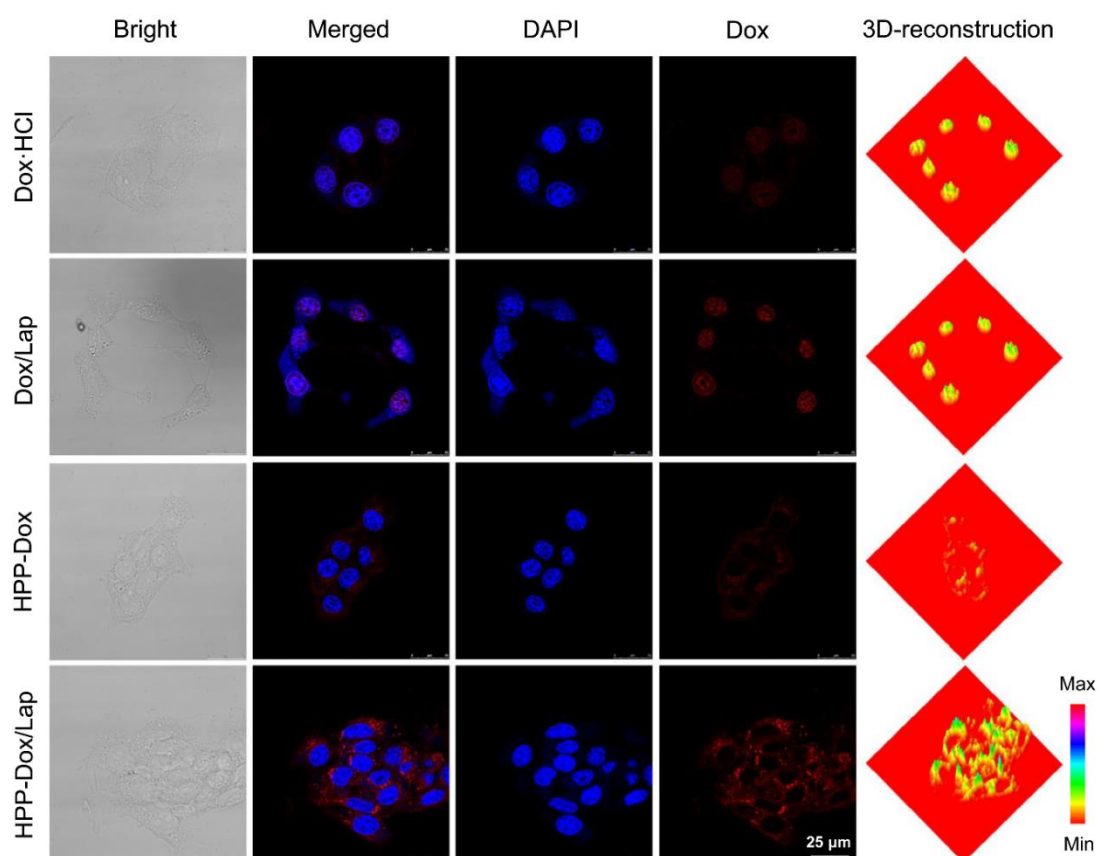 Bright Merged DAPI Dox 3D-reconstruction
Dox·HCl
Dox/Lap
HPP-Dox
HPP-Dox/Lap
Max
Min
25 µm